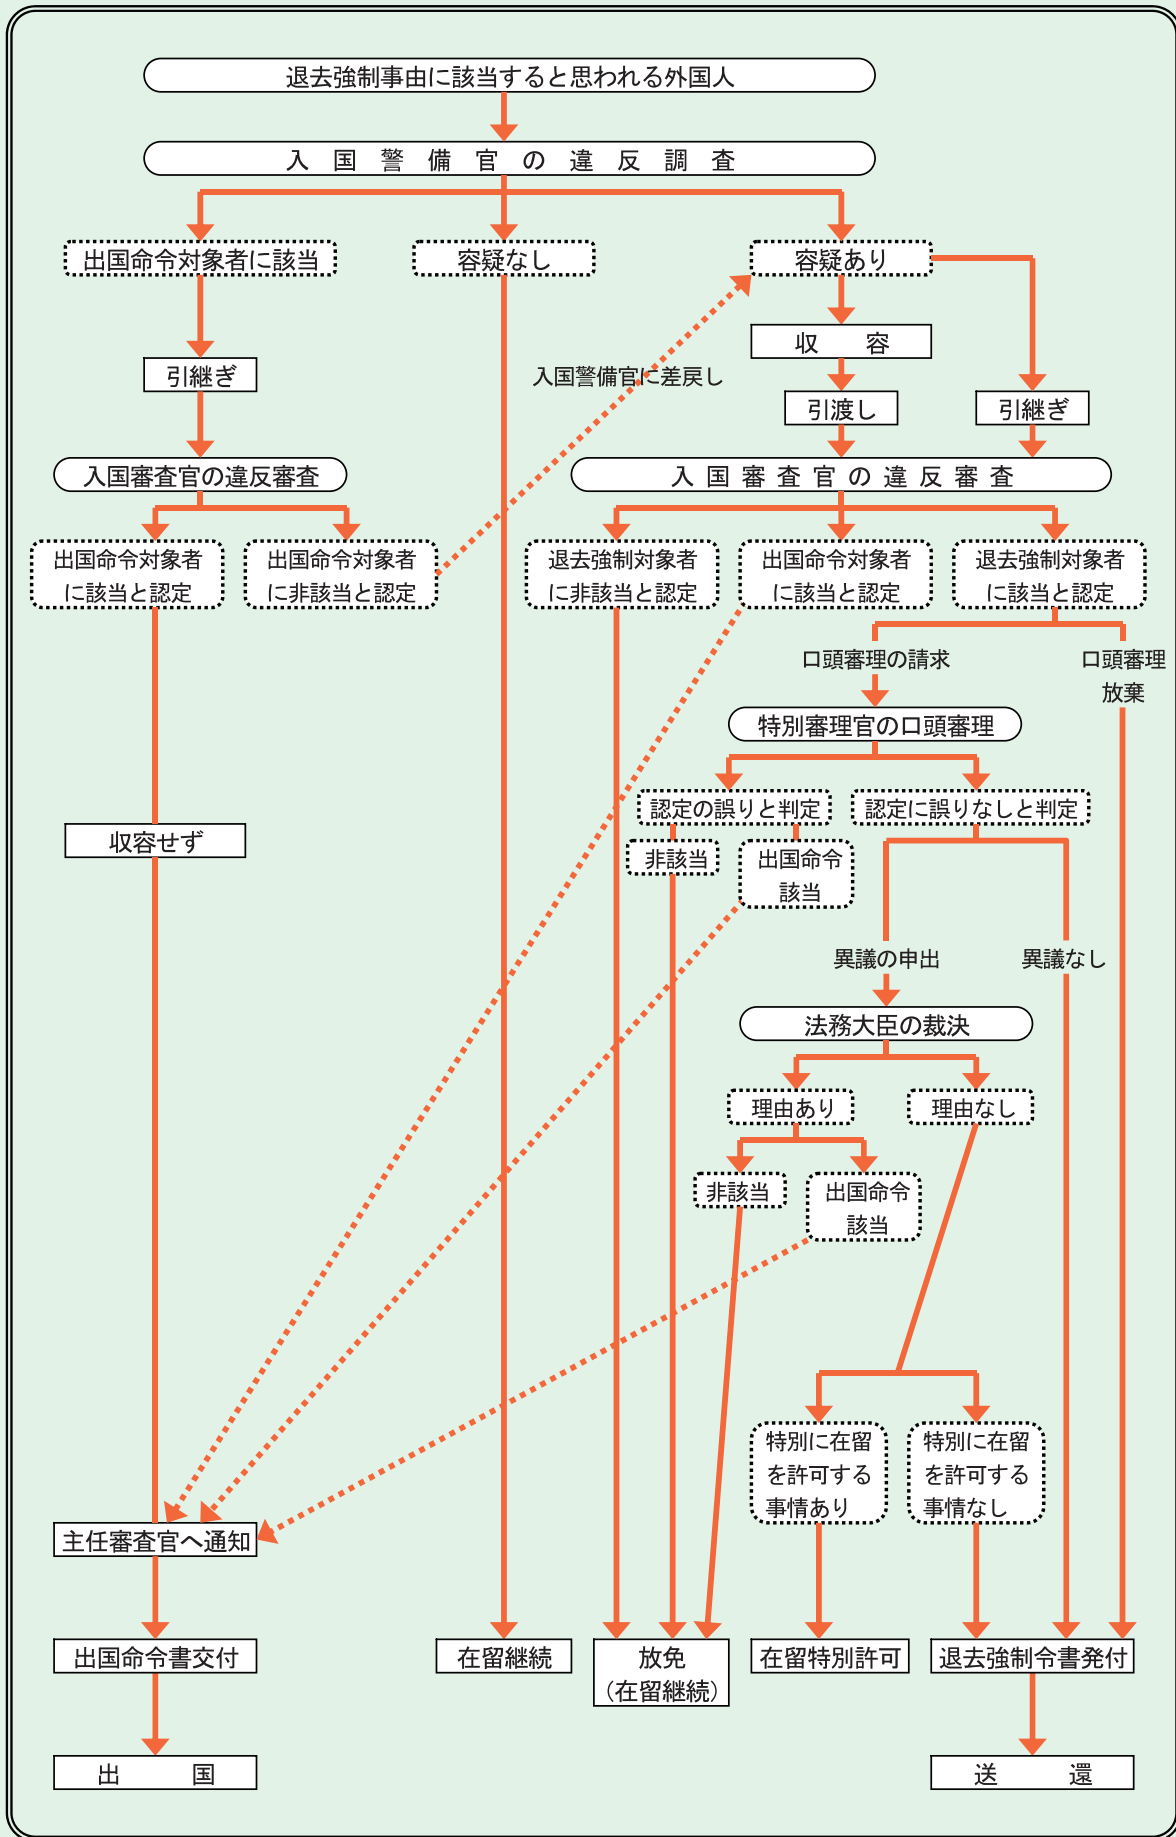 退去強制事由に該当すると思われる外国人
入国警備官の違反調査
出国命令対象者に該当
容疑なし
容疑あり
収容
引継ぎ
入国警備官に差戻し
引渡し
引継ぎ
入国審査官の違反審査
入国審査官の違反審査
出国命令対象者
に該当と認定
出国命令対象者
に非該当と認定
退去強制対象者
に非該当と認定
出国命令対象者
に該当と認定
退去強制対象者
に該当と認定
口頭審理の請求
口頭審理
放棄
特別審理官の口頭審理
認定の誤りと判定
認定に誤りなしと判定
収容せず
非該当
出国命令
該当
異議の申出
異議なし
法務大臣の裁決
理由あり
理由なし
非該当
出国命令
該当
特別に在留
を許可する
事情あり
特別に在留
を許可する
事情なし
主任審査官へ通知
出国命令書交付
在留継続
放免
（在留継続）
在留特別許可
退去強制令書発付
出国
送還